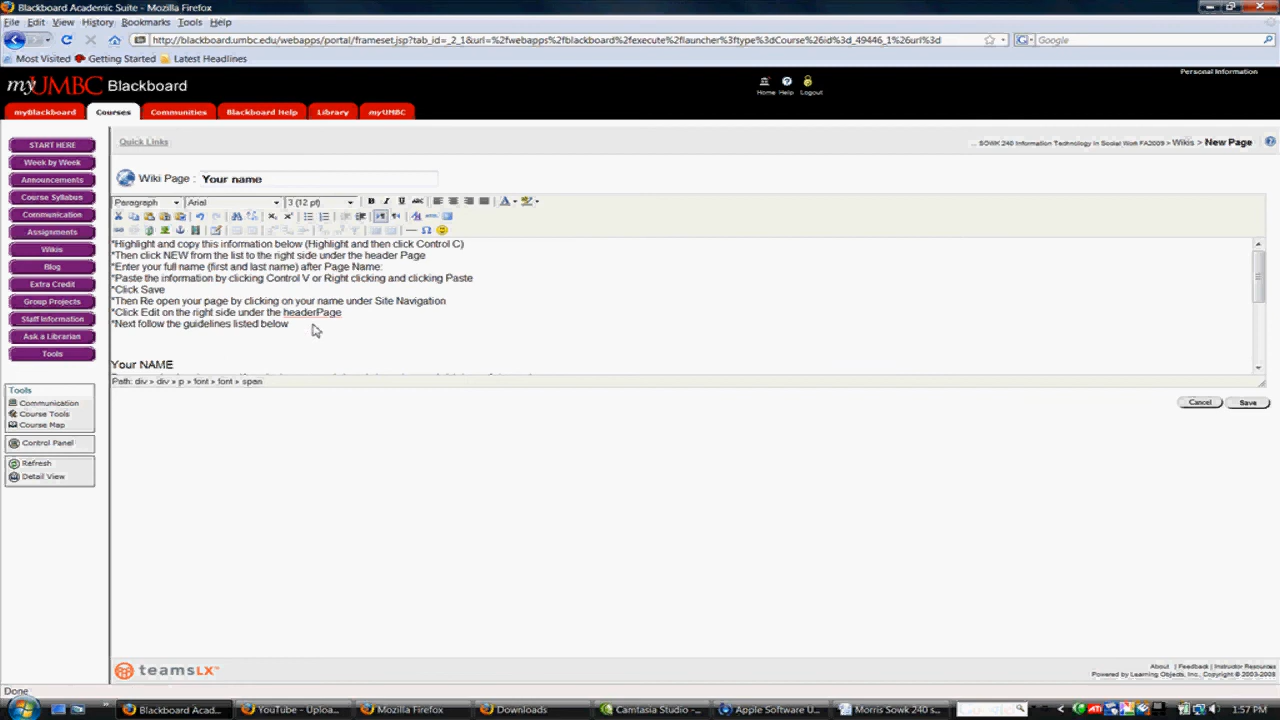 Blackboard Academic Suite - Mozilla Firefox
File Edit View History Bookmarks Tools Help
http://blackboard.umbc.edu/webapps/portal/frameset.jsp?tab_id=_2_1&url=%2fwebapps%2fblackboard%2fexecute%2flauncher%3ftype%3dCourse%26id%3d_49446_1%26url%3d
Google
Most Visited Getting Started Latest Headlines
Personal Information
myUMBC Blackboard
Home Help Logout
myBlackboard Courses Communities Blackboard Help Library myUMBC
Quick Links
... SOWK 240 Information Technology in Social Work FA2009 > Wikis > New Page
START HERE
Week by Week
Announcements
Course Syllabus
Communication
Assignments
Wikis
Blog
Extra Credit
Group Projects
Staff Information
Ask a Librarian
Tools
Tools
Communication
Course Tools
Course Map
Control Panel
Refresh
Detail View
Wiki Page : Your name
Paragraph Arial 3 (12 pt) B I U ABC
*Highlight and copy this information below (Highlight and then click Control C)
*Then click NEW from the list to the right side under the header Page
*Enter your full name (first and last name) after Page Name:
*Paste the information by clicking Control V or Right clicking and clicking Paste
*Click Save
*Then Re open your page by clicking on your name under Site Navigation
*Click Edit on the right side under the headerPage
*Next follow the guidelines listed below
Your NAME
Path: div » div » p » font » font » span
Cancel Save
teamsLX™
About | Feedback | Instructor Resources
Powered by Learning Objects, Inc., Copyright © 2003-2008
Done
Blackboard Acad... YouTube - Uploa... Mozilla Firefox Downloads Camtasia Studio -... Apple Software U... Morris Sowk 240 s... Google 1:57 PM